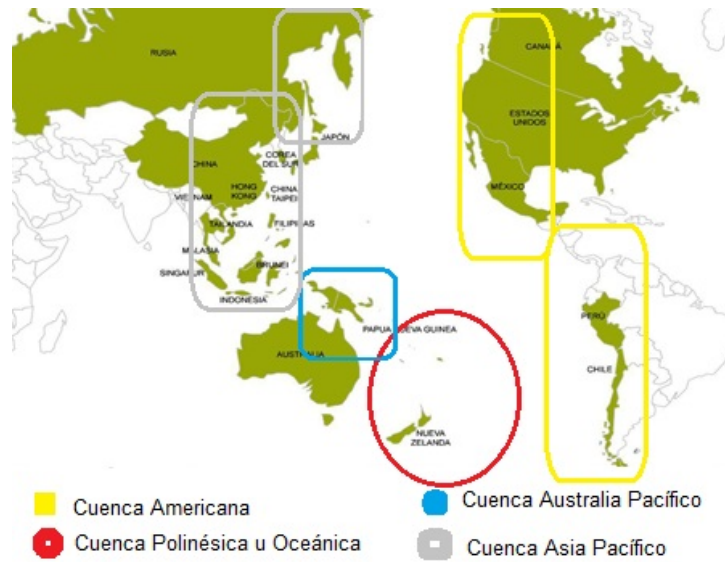 RUSIA
CANADÁ
ESTADOS
UNIDOS
JAPÓN
COREA
DEL SUR
CHINA
HONG
KONG
CHINA
TAIPEI
VIETNAM
MÉXICO
TAILANDIA
FILIPINAS
MALASIA
BRUNEI
SINGAPUR
INDONESIA
PERÚ
PAPUA NUEVA GUINEA
AUSTRALIA
CHILE
NUEVA
ZELANDA
Cuenca Americana
Cuenca Australia Pacífico
Cuenca Polinésica u Oceánica
Cuenca Asia Pacífico